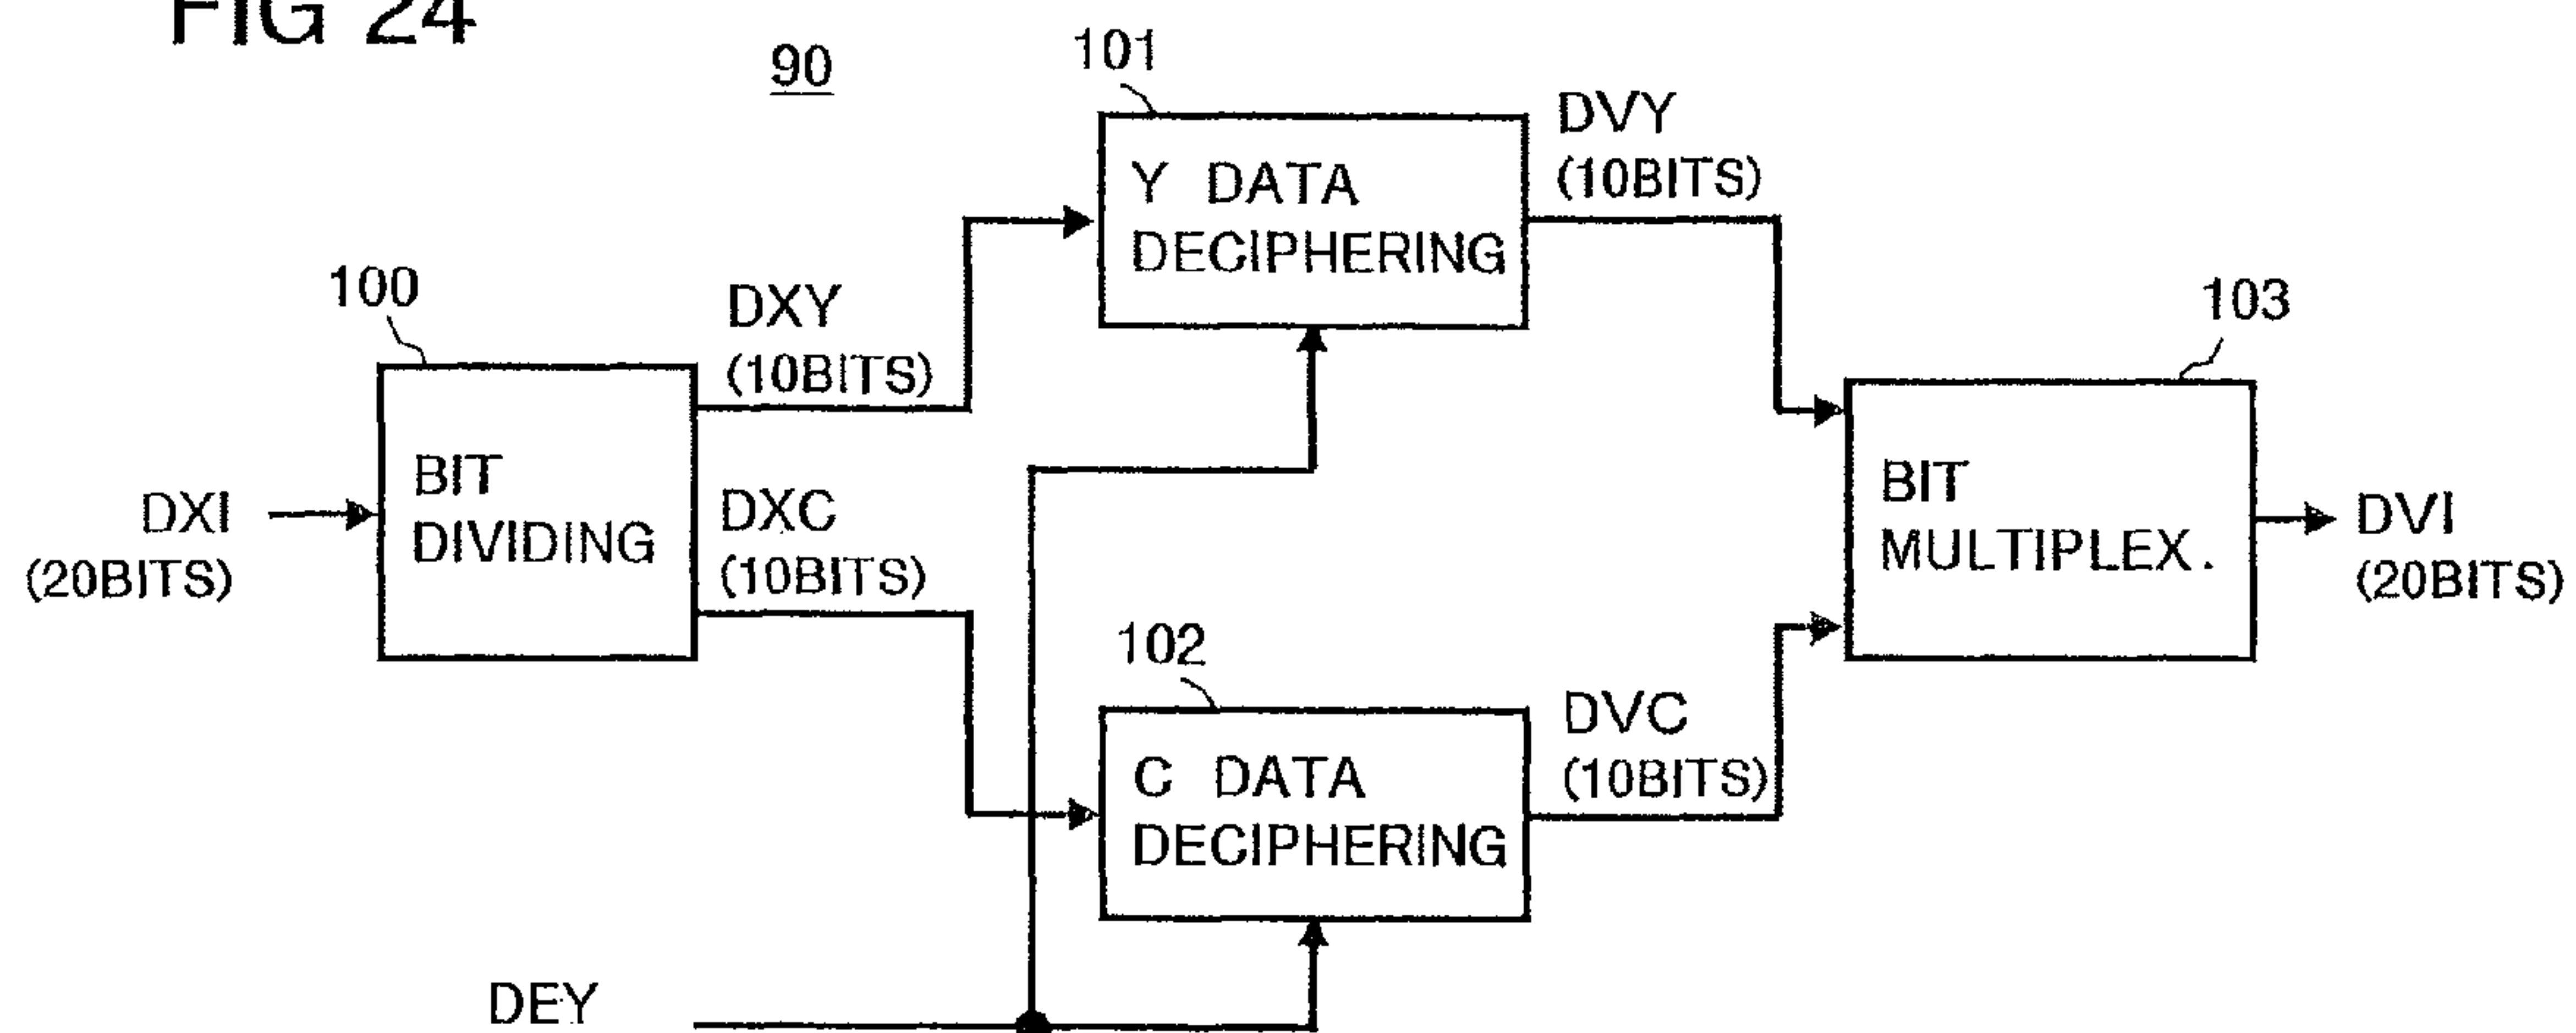 FIG 24
90
101
Y DATA
DECIPHERING
DVY
(10BITS)
100
DXY
(10BITS)
103
BIT
DIVIDING
DXI
(20BITS)
DXC
(10BITS)
BIT
MULTIPLEX.
DVI
(20BITS)
102
C DATA
DECIPHERING
DVC
(10BITS)
DEY